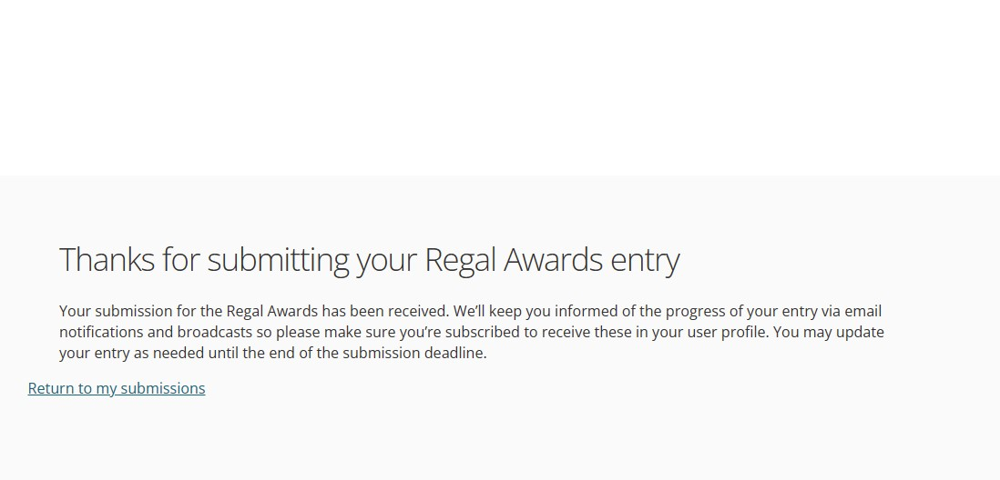 Thanks for submitting your Regal Awards entry
Your submission for the Regal Awards has been received. We’ll keep you informed of the progress of your entry via email
notifications and broadcasts so please make sure you’re subscribed to receive these in your user profile. You may update
your entry as needed until the end of the submission deadline.
Return to my submissions